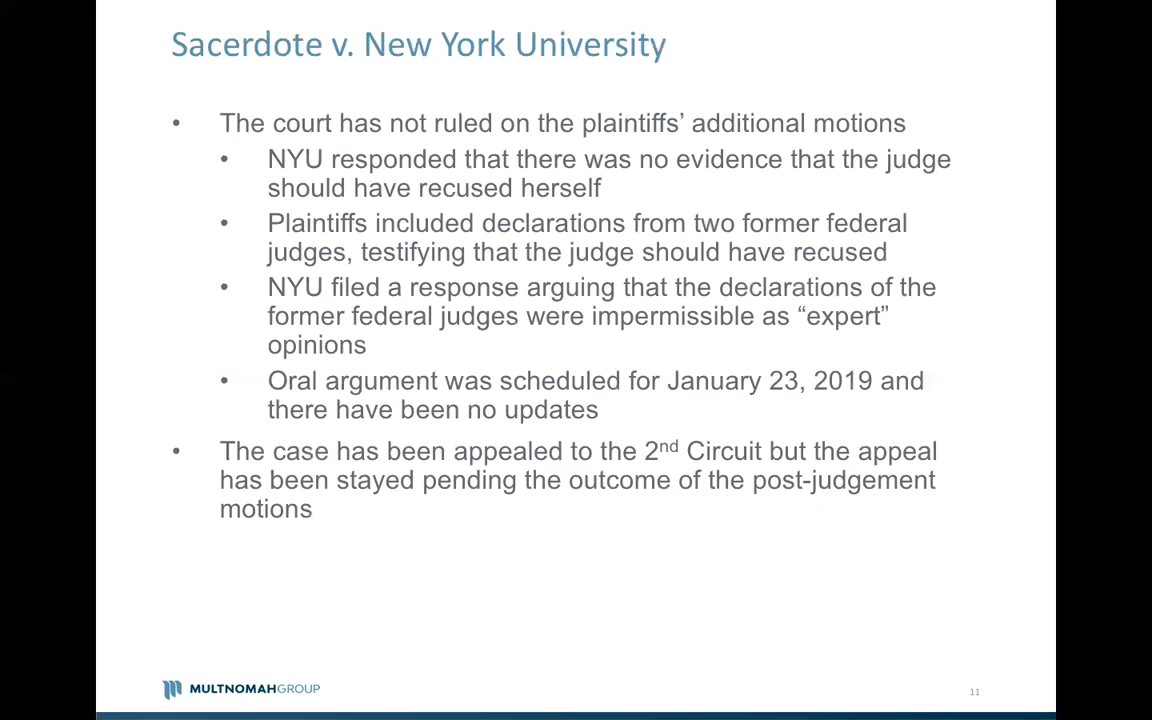 Sacerdote v. New York University
• The court has not ruled on the plaintiffs’ additional motions
• NYU responded that there was no evidence that the judge
should have recused herself
• Plaintiffs included declarations from two former federal
judges, testifying that the judge should have recused
• NYU filed a response arguing that the declarations of the
former federal judges were impermissible as “expert”
opinions
• Oral argument was scheduled for January 23, 2019 and
there have been no updates
• The case has been appealed to the 2nd Circuit but the appeal
has been stayed pending the outcome of the post-judgement
motions
MULTNOMAHGROUP
11